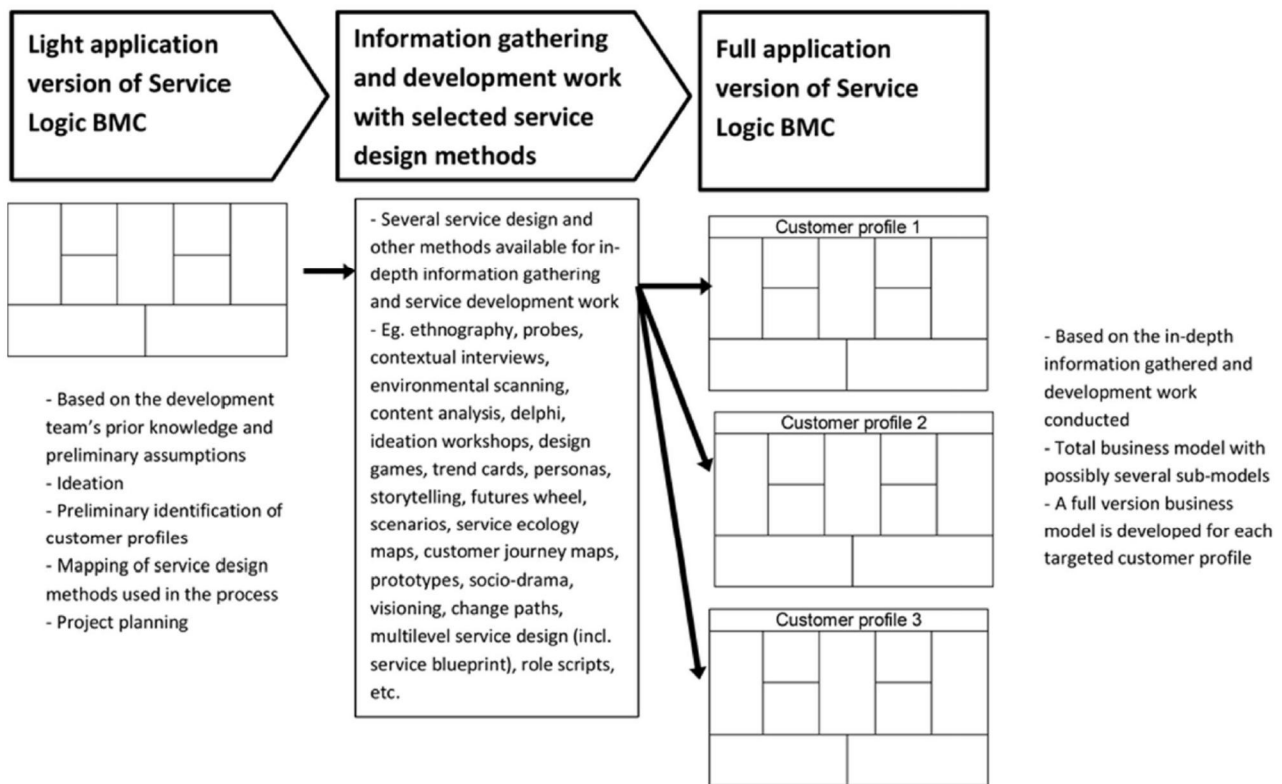 Light application
version of Service
Logic BMC
Information gathering
and development work
with selected service
design methods
Full application
version of Service
Logic BMC
- Based on the development
team's prior knowledge and
preliminary assumptions
- Ideation
- Preliminary identification of
customer profiles
- Mapping of service design
methods used in the process
- Project planning
- Several service design and
other methods available for in-
depth information gathering
and service development work
- Eg. ethnography, probes,
contextual interviews,
environmental scanning,
content analysis, delphi,
ideation workshops, design
games, trend cards, personas,
storytelling, futures wheel,
scenarios, service ecology
maps, customer journey maps,
prototypes, socio-drama,
visioning, change paths,
multilevel service design (incl.
service blueprint), role scripts,
etc.
Customer profile 1
Customer profile 2
Customer profile 3
- Based on the in-depth
information gathered and
development work
conducted
- Total business model with
possibly several sub-models
- A full version business
model is developed for each
targeted customer profile